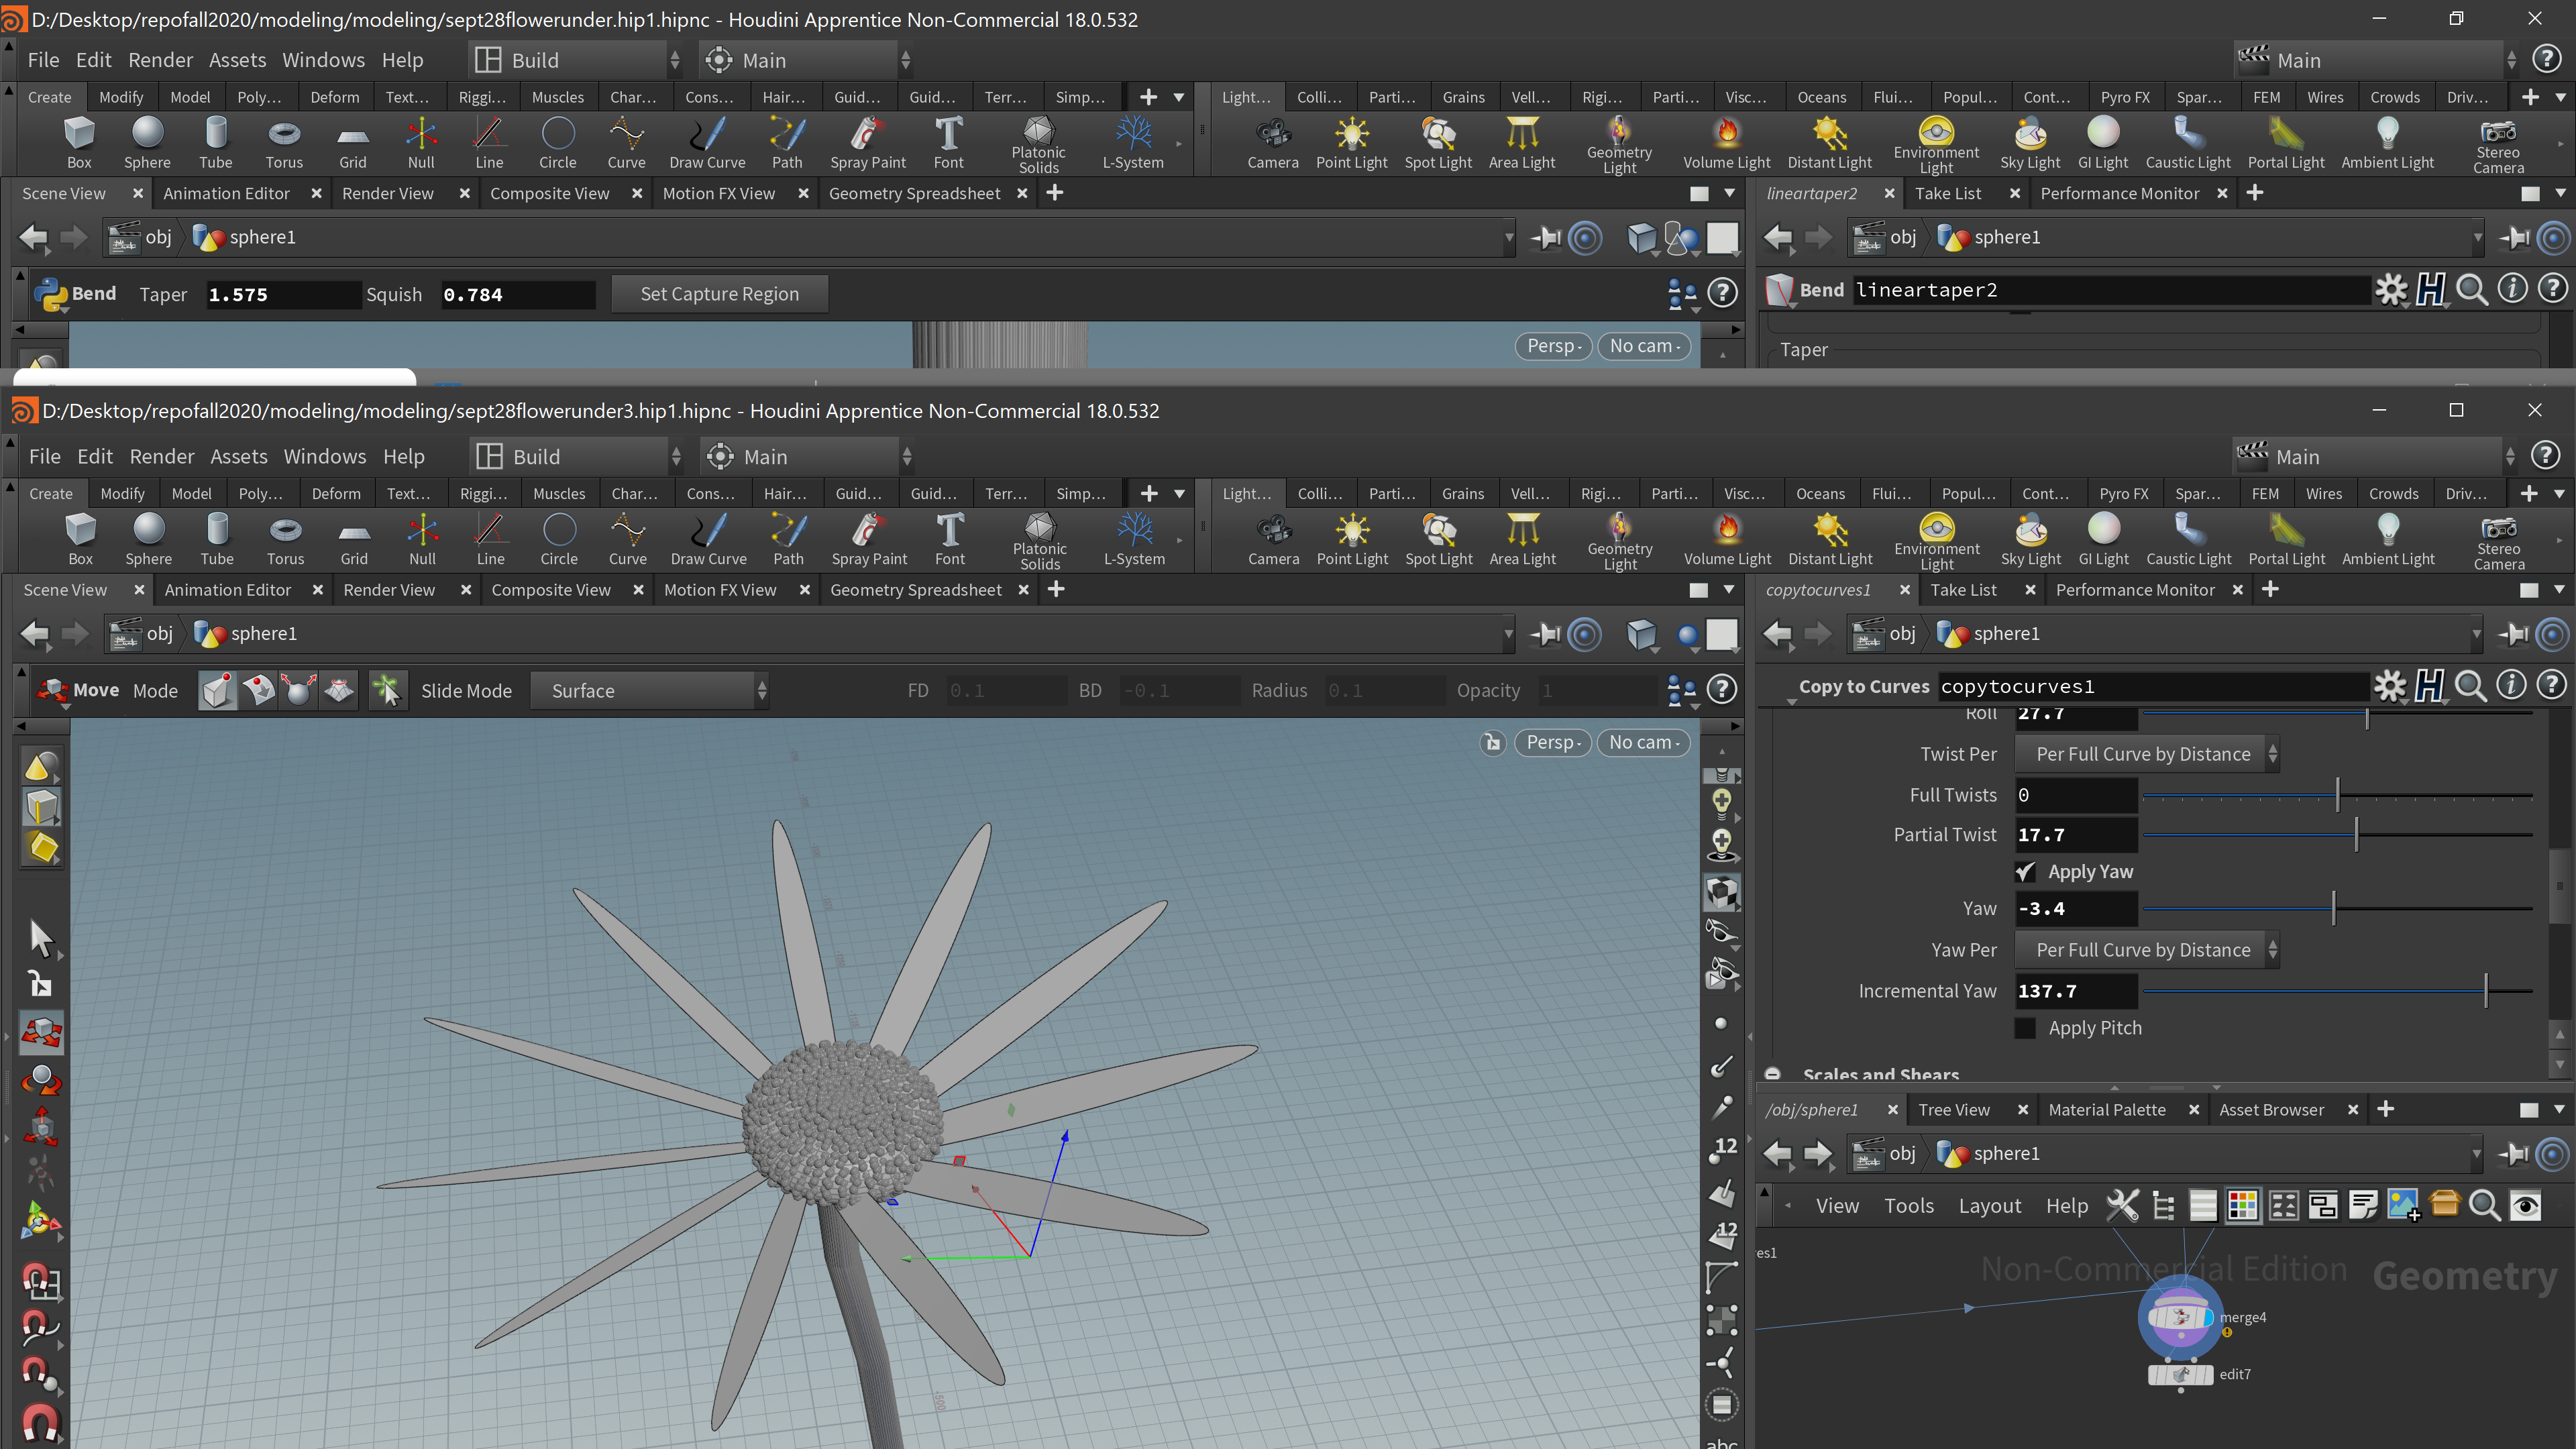 D:/Desktop/repofall2020/modeling/modeling/sept28flowerunder.hip1.hipnc - Houdini Apprentice Non-Commercial 18.0.532
File Edit Render Assets Windows Help Build Main Main
Create Modify Model Poly... Deform Text... Riggi... Muscles Char... Cons... Hair... Guid... Guid... Terr... Simp... Light... Colli... Parti... Grains Vell... Rigi... Parti... Visc... Oceans Flui... Popul... Cont... Pyro FX Spar... FEM Wires Crowds Driv...
Box Sphere Tube Torus Grid Null Line Circle Curve Draw Curve Path Spray Paint Font Platonic Solids L-System Camera Point Light Spot Light Area Light Geometry Light Volume Light Distant Light Environment Light Sky Light GI Light Caustic Light Portal Light Ambient Light Stereo Camera
Scene View Animation Editor Render View Composite View Motion FX View Geometry Spreadsheet lineartaper2 Take List Performance Monitor
obj sphere1 obj sphere1
Bend Taper 1.575 Squish 0.784 Set Capture Region Bend lineartaper2
Persp No cam Taper
D:/Desktop/repofall2020/modeling/modeling/sept28flowerunder3.hip1.hipnc - Houdini Apprentice Non-Commercial 18.0.532
File Edit Render Assets Windows Help Build Main Main
Create Modify Model Poly... Deform Text... Riggi... Muscles Char... Cons... Hair... Guid... Guid... Terr... Simp... Light... Colli... Parti... Grains Vell... Rigi... Parti... Visc... Oceans Flui... Popul... Cont... Pyro FX Spar... FEM Wires Crowds Driv...
Box Sphere Tube Torus Grid Null Line Circle Curve Draw Curve Path Spray Paint Font Platonic Solids L-System Camera Point Light Spot Light Area Light Geometry Light Volume Light Distant Light Environment Light Sky Light GI Light Caustic Light Portal Light Ambient Light Stereo Camera
Scene View Animation Editor Render View Composite View Motion FX View Geometry Spreadsheet copytocurves1 Take List Performance Monitor
obj sphere1 obj sphere1
Move Mode Slide Mode Surface FD 0.1 BD -0.1 Radius 0.1 Opacity 1 Copy to Curves copytocurves1
Persp No cam
Roll 27.7
Twist Per Per Full Curve by Distance
Full Twists 0
Partial Twist 17.7
Apply Yaw
Yaw -3.4
Yaw Per Per Full Curve by Distance
Incremental Yaw 137.7
Apply Pitch
Scales and Shears
/obj/sphere1 Tree View Material Palette Asset Browser
obj sphere1
12
View Tools Layout Help
12
es1
Non-Commercial Edition Geometry
merge4
edit7
abc